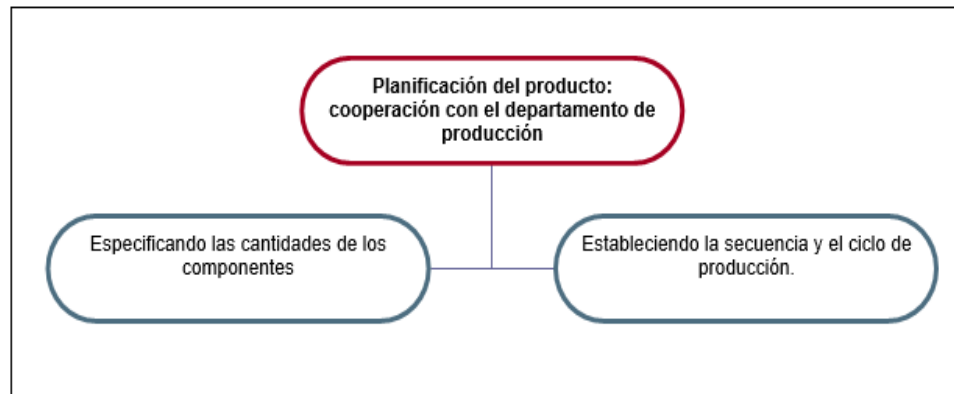 Planificación del producto:
cooperación con el departamento de
producción
Especificando las cantidades de los
componentes
Estableciendo la secuencia y el ciclo de
producción.